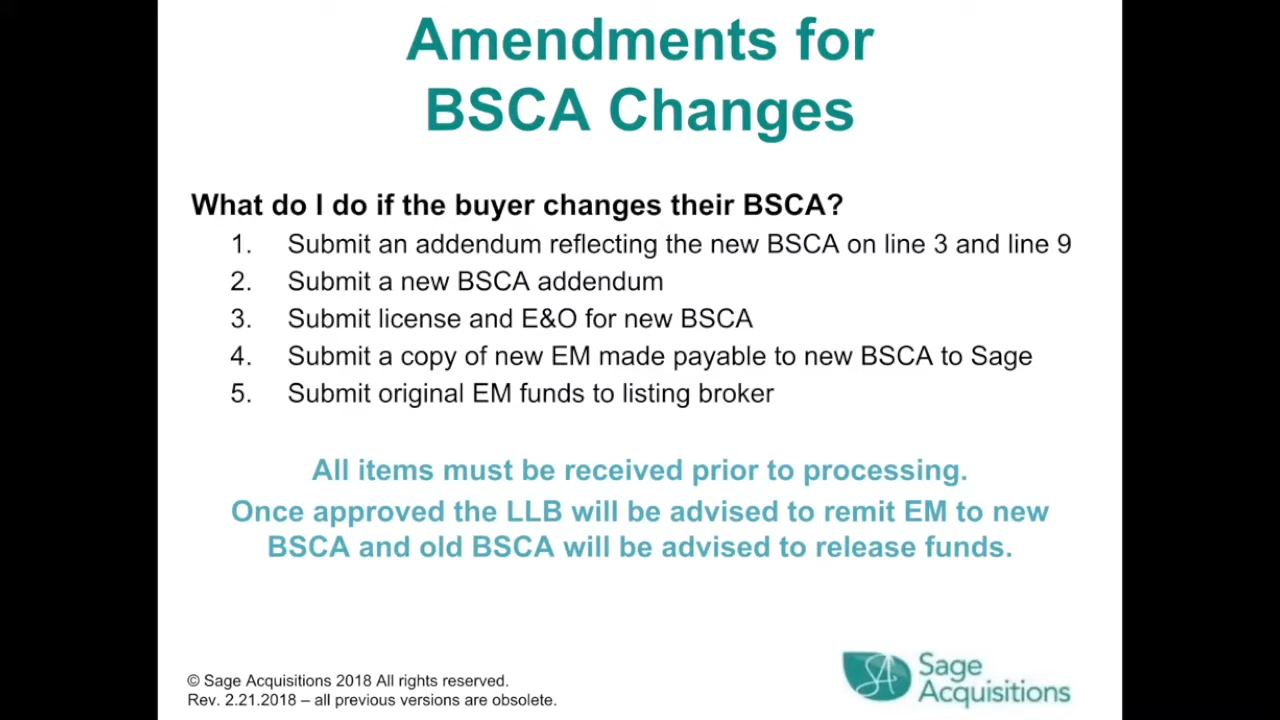 Amendments for
BSCA Changes
What do I do if the buyer changes their BSCA?
1. Submit an addendum reflecting the new BSCA on line 3 and line 9
2. Submit a new BSCA addendum
3. Submit license and E&O for new BSCA
4. Submit a copy of new EM made payable to new BSCA to Sage
5. Submit original EM funds to listing broker
All items must be received prior to processing.
Once approved the LLB will be advised to remit EM to new
BSCA and old BSCA will be advised to release funds.
© Sage Acquisitions 2018 All rights reserved.
Rev. 2.21.2018 – all previous versions are obsolete.
SA
Sage
Acquisitions